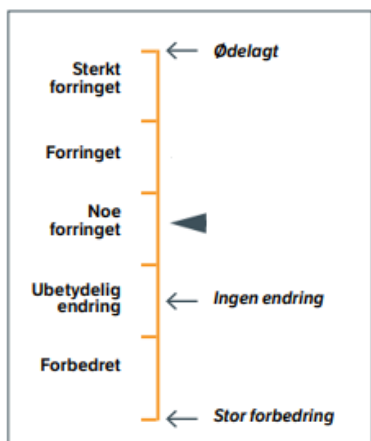 Ødelagt
Sterkt
forringet
Forringet
Noe
forringet
Ubetydelig
endring
Ingen endring
Forbedret
Stor forbedring